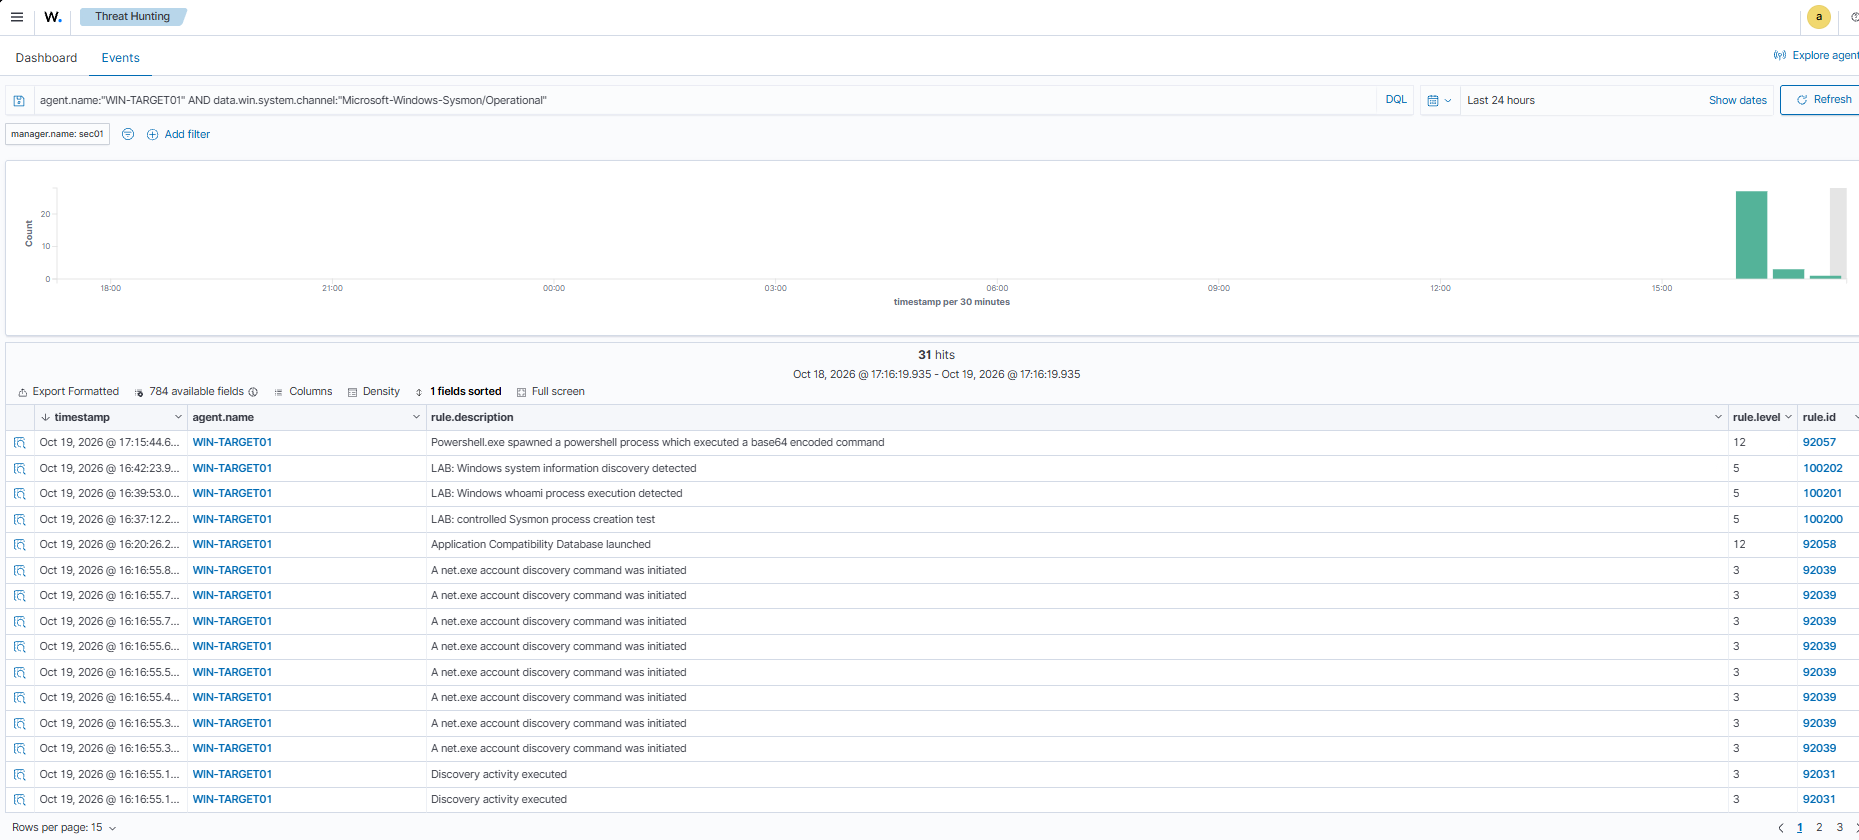 W. Threat Hunting a
Dashboard Events Explore agent
agent.name:"WIN-TARGET01" AND data.win.system.channel:"Microsoft-Windows-Sysmon/Operational" DQL Last 24 hours Show dates Refresh
manager.name: sec01 Add filter
Count
20
10
0
18:00 21:00 00:00 03:00 06:00 09:00 12:00 15:00
timestamp per 30 minutes
31 hits
Oct 18, 2026 @ 17:16:19.935 - Oct 19, 2026 @ 17:16:19.935
Export Formatted 784 available fields Columns Density 1 fields sorted Full screen
timestamp agent.name rule.description rule.level rule.id
Oct 19, 2026 @ 17:15:44.6... WIN-TARGET01 Powershell.exe spawned a powershell process which executed a base64 encoded command 12 92057
Oct 19, 2026 @ 16:42:23.9... WIN-TARGET01 LAB: Windows system information discovery detected 5 100202
Oct 19, 2026 @ 16:39:53.0... WIN-TARGET01 LAB: Windows whoami process execution detected 5 100201
Oct 19, 2026 @ 16:37:12.2... WIN-TARGET01 LAB: controlled Sysmon process creation test 5 100200
Oct 19, 2026 @ 16:20:26.2... WIN-TARGET01 Application Compatibility Database launched 12 92058
Oct 19, 2026 @ 16:16:55.8... WIN-TARGET01 A net.exe account discovery command was initiated 3 92039
Oct 19, 2026 @ 16:16:55.7... WIN-TARGET01 A net.exe account discovery command was initiated 3 92039
Oct 19, 2026 @ 16:16:55.7... WIN-TARGET01 A net.exe account discovery command was initiated 3 92039
Oct 19, 2026 @ 16:16:55.6... WIN-TARGET01 A net.exe account discovery command was initiated 3 92039
Oct 19, 2026 @ 16:16:55.5... WIN-TARGET01 A net.exe account discovery command was initiated 3 92039
Oct 19, 2026 @ 16:16:55.4... WIN-TARGET01 A net.exe account discovery command was initiated 3 92039
Oct 19, 2026 @ 16:16:55.3... WIN-TARGET01 A net.exe account discovery command was initiated 3 92039
Oct 19, 2026 @ 16:16:55.3... WIN-TARGET01 A net.exe account discovery command was initiated 3 92039
Oct 19, 2026 @ 16:16:55.1... WIN-TARGET01 Discovery activity executed 3 92031
Oct 19, 2026 @ 16:16:55.1... WIN-TARGET01 Discovery activity executed 3 92031
Rows per page: 15 1 2 3